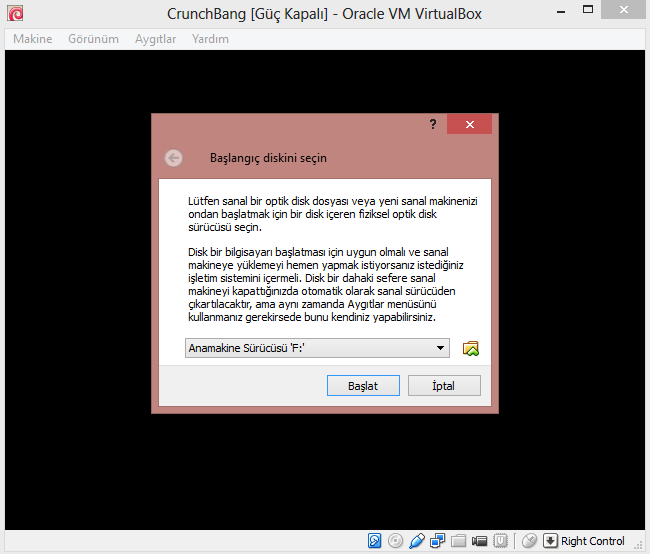 CrunchBang [Güç Kapalı] - Oracle VM VirtualBox
Makine Görünüm Aygıtlar Yardım
?
Başlangıç diskini seçin
Lütfen sanal bir optik disk dosyası veya yeni sanal makinenizi
ondan başlatmak için bir disk içeren fiziksel optik disk
sürücüsü seçin.
Disk bir bilgisayarı başlatması için uygun olmalı ve sanal
makineye yüklemeyi hemen yapmak istiyorsanız istediğiniz
işletim sistemini içermeli. Disk bir dahaki sefere sanal
makineyi kapattığınızda otomatik olarak sanal sürücüden
çıkartılacaktır, ama aynı zamanda Aygıtlar menüsünü
kullanmanız gerekirsede bunu kendiniz yapabilirsiniz.
Anamakine Sürücüsü 'F:'
Başlat İptal
Right Control